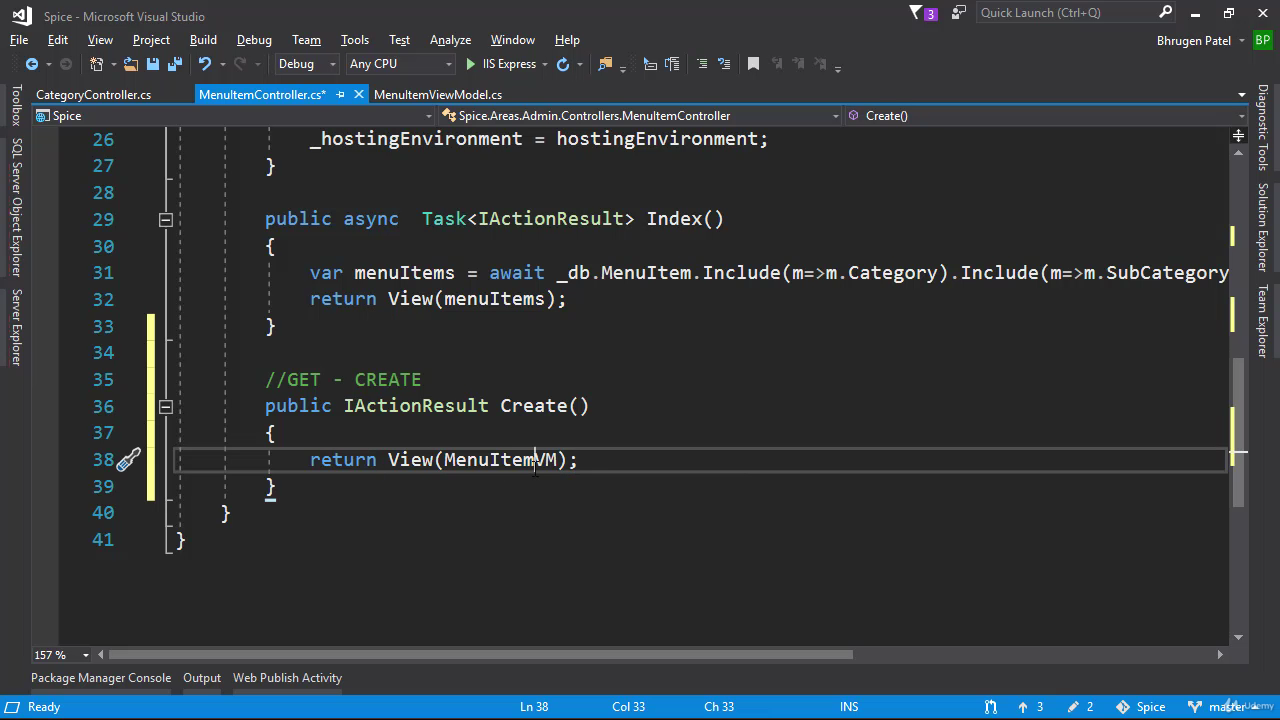 Spice - Microsoft Visual Studio
3
Quick Launch (Ctrl+Q)
File Edit View Project Build Debug Team Tools Test Analyze Window Help
Bhrugen Patel BP
Debug Any CPU IIS Express
CategoryController.cs MenuItemController.cs* MenuItemViewModel.cs
Spice Spice.Areas.Admin.Controllers.MenuItemController Create()
Toolbox
SQL Server Object Explorer
Server Explorer
26 _hostingEnvironment = hostingEnvironment;
27 }
28
29 public async Task<IActionResult> Index()
30 {
31 var menuItems = await _db.MenuItem.Include(m=>m.Category).Include(m=>m.SubCategory
32 return View(menuItems);
33 }
34
35 //GET - CREATE
36 public IActionResult Create()
37 {
38 return View(MenuItemVM);
39 }
40 }
41 }
Diagnostic Tools
Solution Explorer
Team Explorer
157 %
Package Manager Console Output Web Publish Activity
Ready Ln 38 Col 33 Ch 33 INS 3 2 Spice master
Udemy